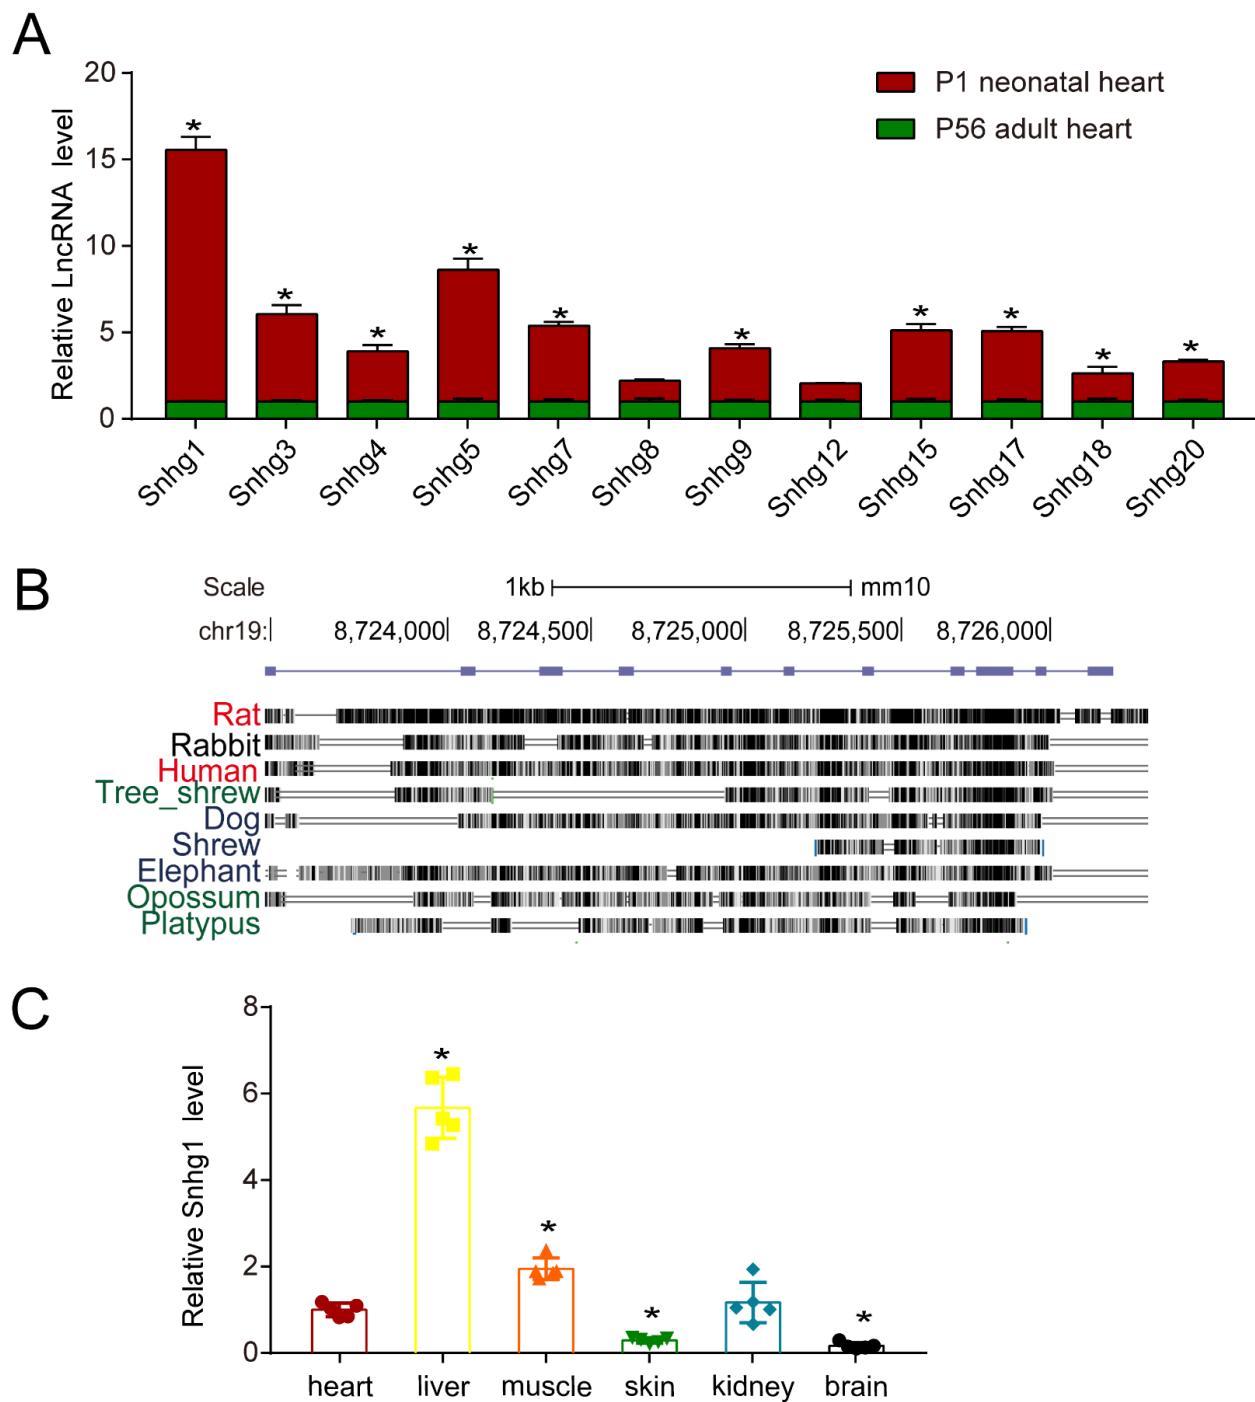 A
20
15
10
5
0
Relative LncRNA level
P1 neonatal heart
P56 adult heart
*
*
*
*
*
*
*
*
*
*
Snhg1
Snhg3
Snhg4
Snhg5
Snhg7
Snhg8
Snhg9
Snhg12
Snhg15
Snhg17
Snhg18
Snhg20
B
Scale 1kb mm10
chr19: 8,724,000 8,724,500 8,725,000 8,725,500 8,726,000
Rat
Rabbit
Human
Tree_shrew
Dog
Shrew
Elephant
Opossum
Platypus
C
8
6
4
2
0
Relative Snhg1 level
*
*
*
*
heart liver muscle skin kidney brain